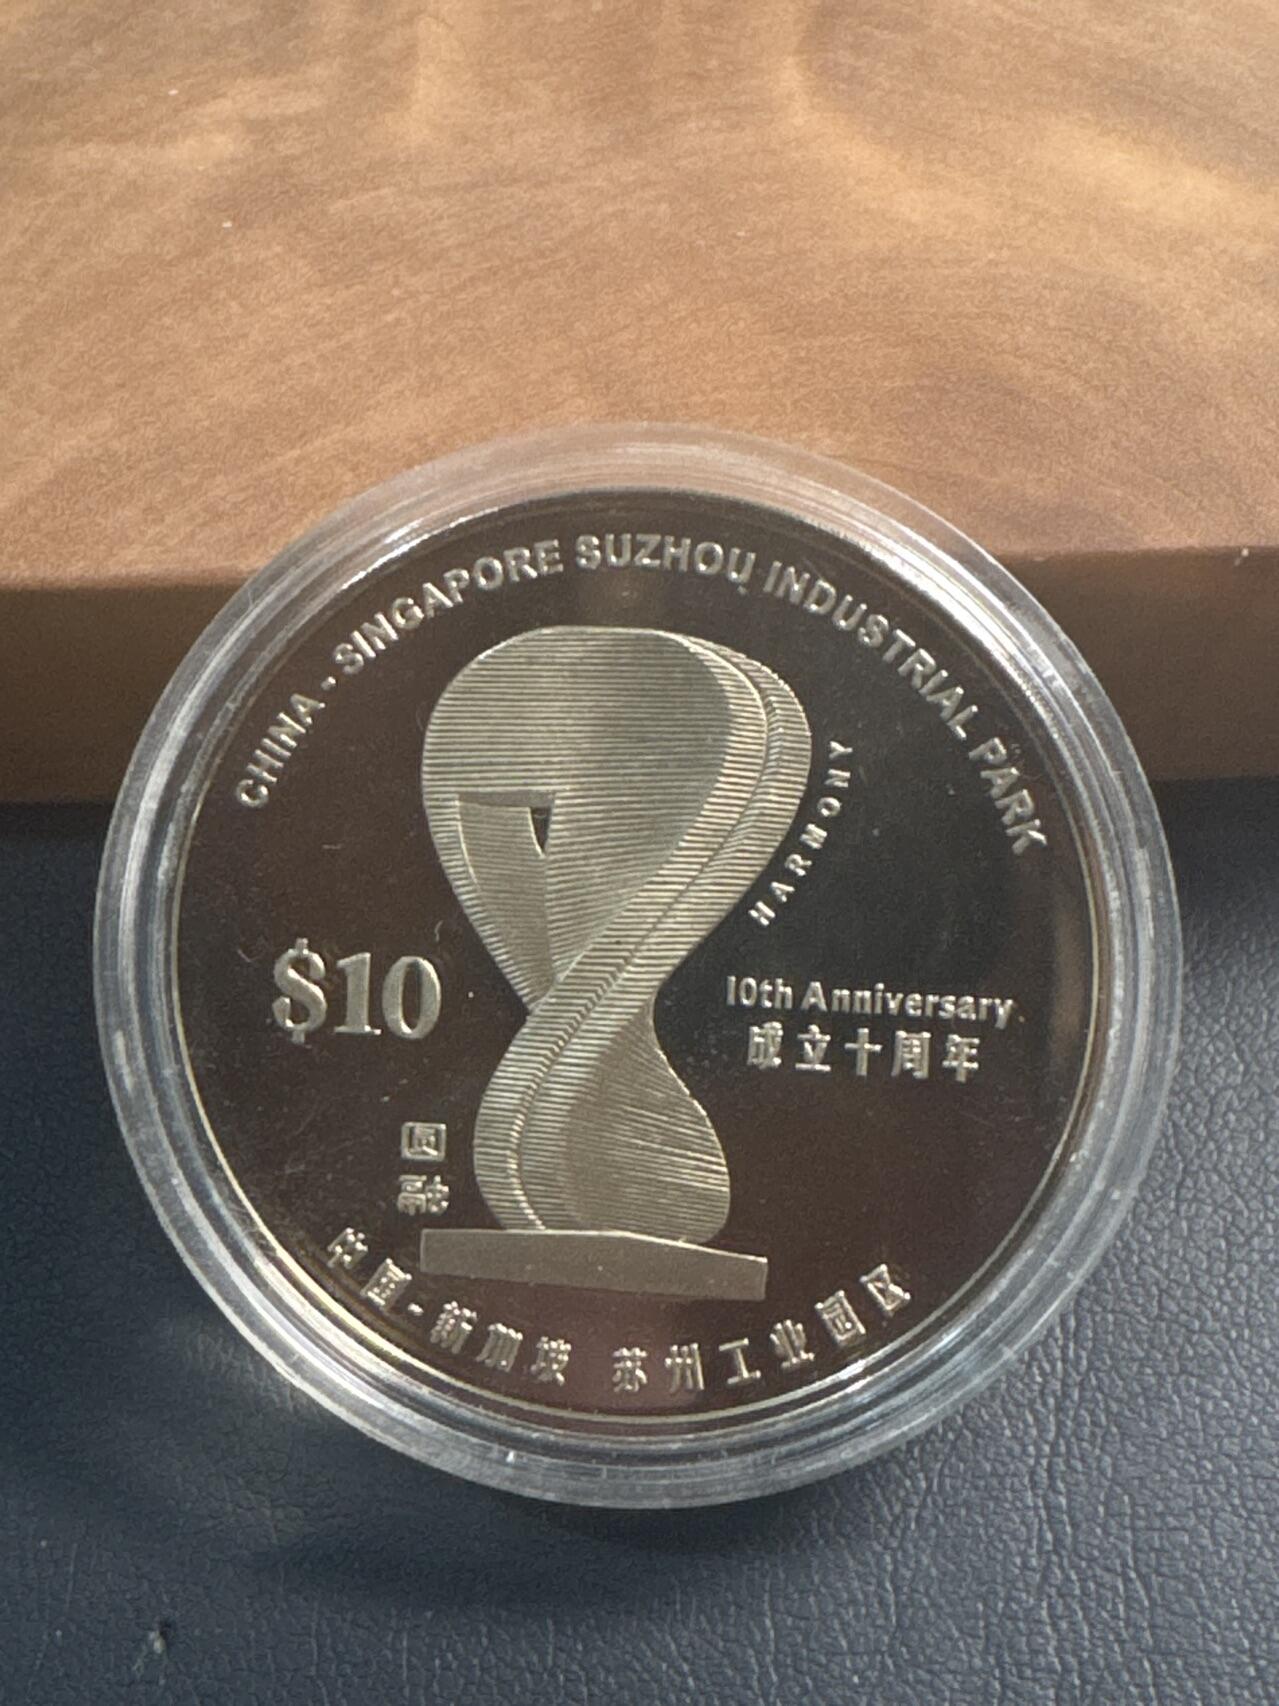 CHINA - SINGAPORE SUZHOU INDUSTRIAL PARK
HARMONY
$10
10th Anniversary
成立十周年
圆融
中国-新加坡 苏州工业园区